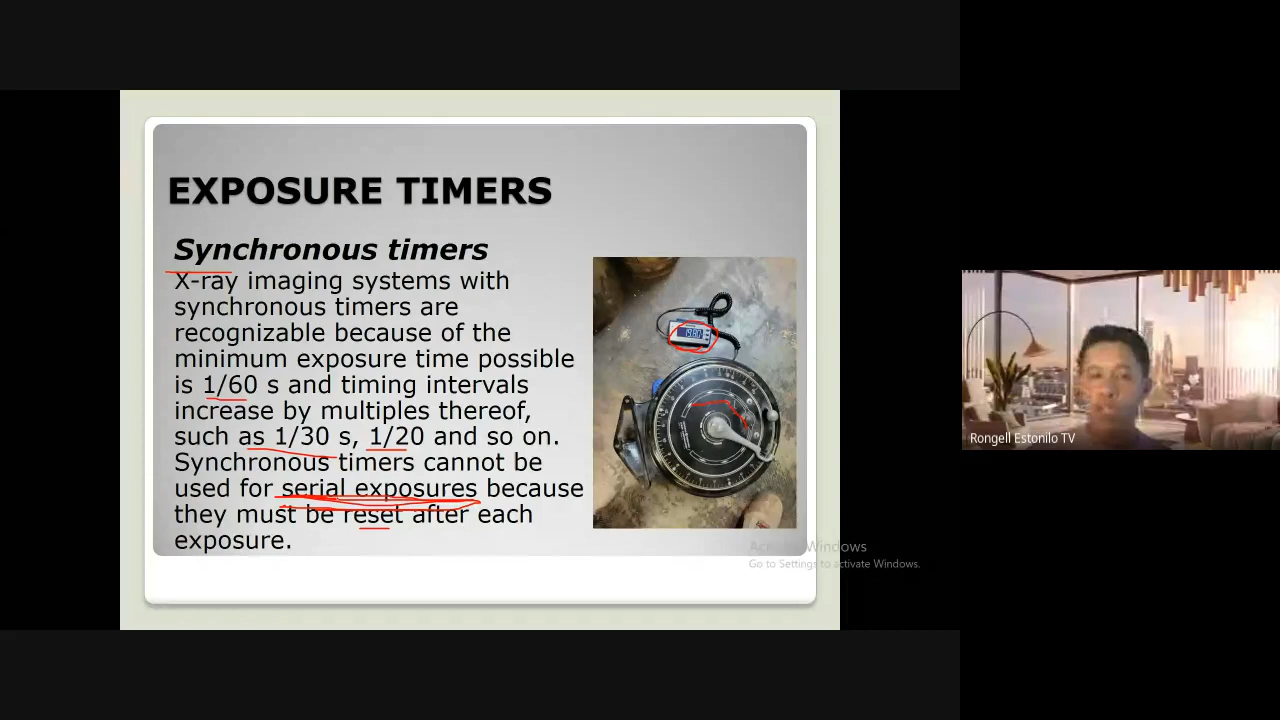 EXPOSURE TIMERS
Synchronous timers
X-ray imaging systems with
synchronous timers are
recognizable because of the
minimum exposure time possible
is 1/60 s and timing intervals
increase by multiples thereof,
such as 1/30 s, 1/20 and so on.
Synchronous timers cannot be
used for serial exposures because
they must be reset after each
exposure.
Windows
Go to Settings to activate Windows.
Rongell Estonilo TV